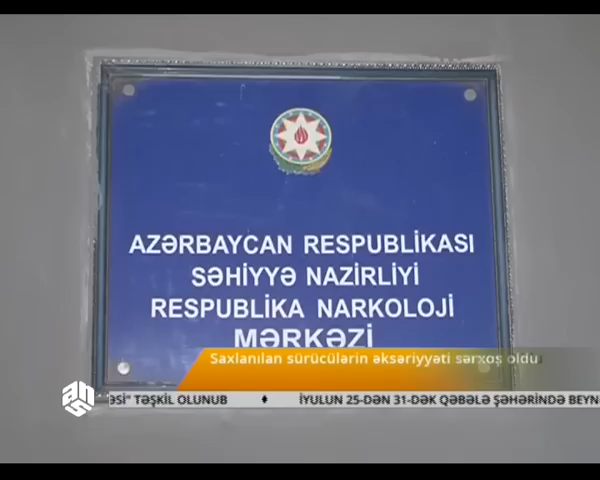 AZƏRBAYCAN RESPUBLİKASI
SƏHİYYƏ NAZİRLİYİ
RESPUBLİKA NARKOLOJİ
MƏRKƏZİ
Saxlanılan sürücülərin əksəriyyəti sərxoş oldu
ans
ƏSİ" TƏŞKİL OLUNUB ♦ İYULUN 25-DƏN 31-DƏK QƏBƏLƏ ŞƏHƏRİNDƏ BEYN